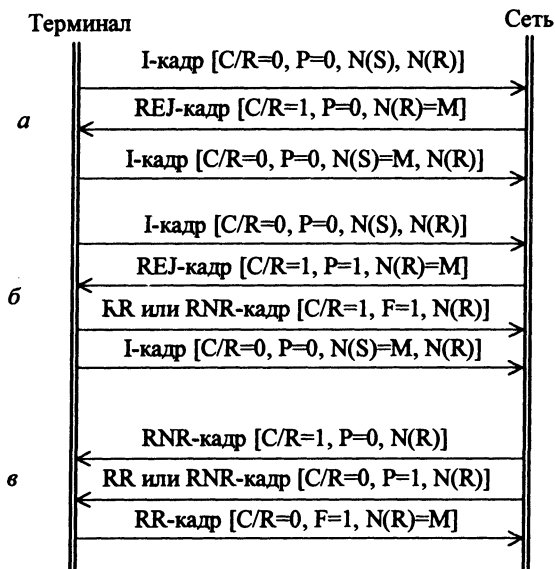 Терминал Сеть
I-кадр [C/R=0, P=0, N(S), N(R)]
REJ-кадр [C/R=1, P=0, N(R)=M]
а
I-кадр [C/R=0, P=0, N(S)=M, N(R)]
I-кадр [C/R=0, P=0, N(S), N(R)]
REJ-кадр [C/R=1, P=1, N(R)=M]
б
RR или RNR-кадр [C/R=1, F=1, N(R)]
I-кадр [C/R=0, P=0, N(S)=M, N(R)]
RNR-кадр [C/R=1, P=0, N(R)]
в
RR или RNR-кадр [C/R=0, P=1, N(R)]
RR-кадр [C/R=0, F=1, N(R)=M]